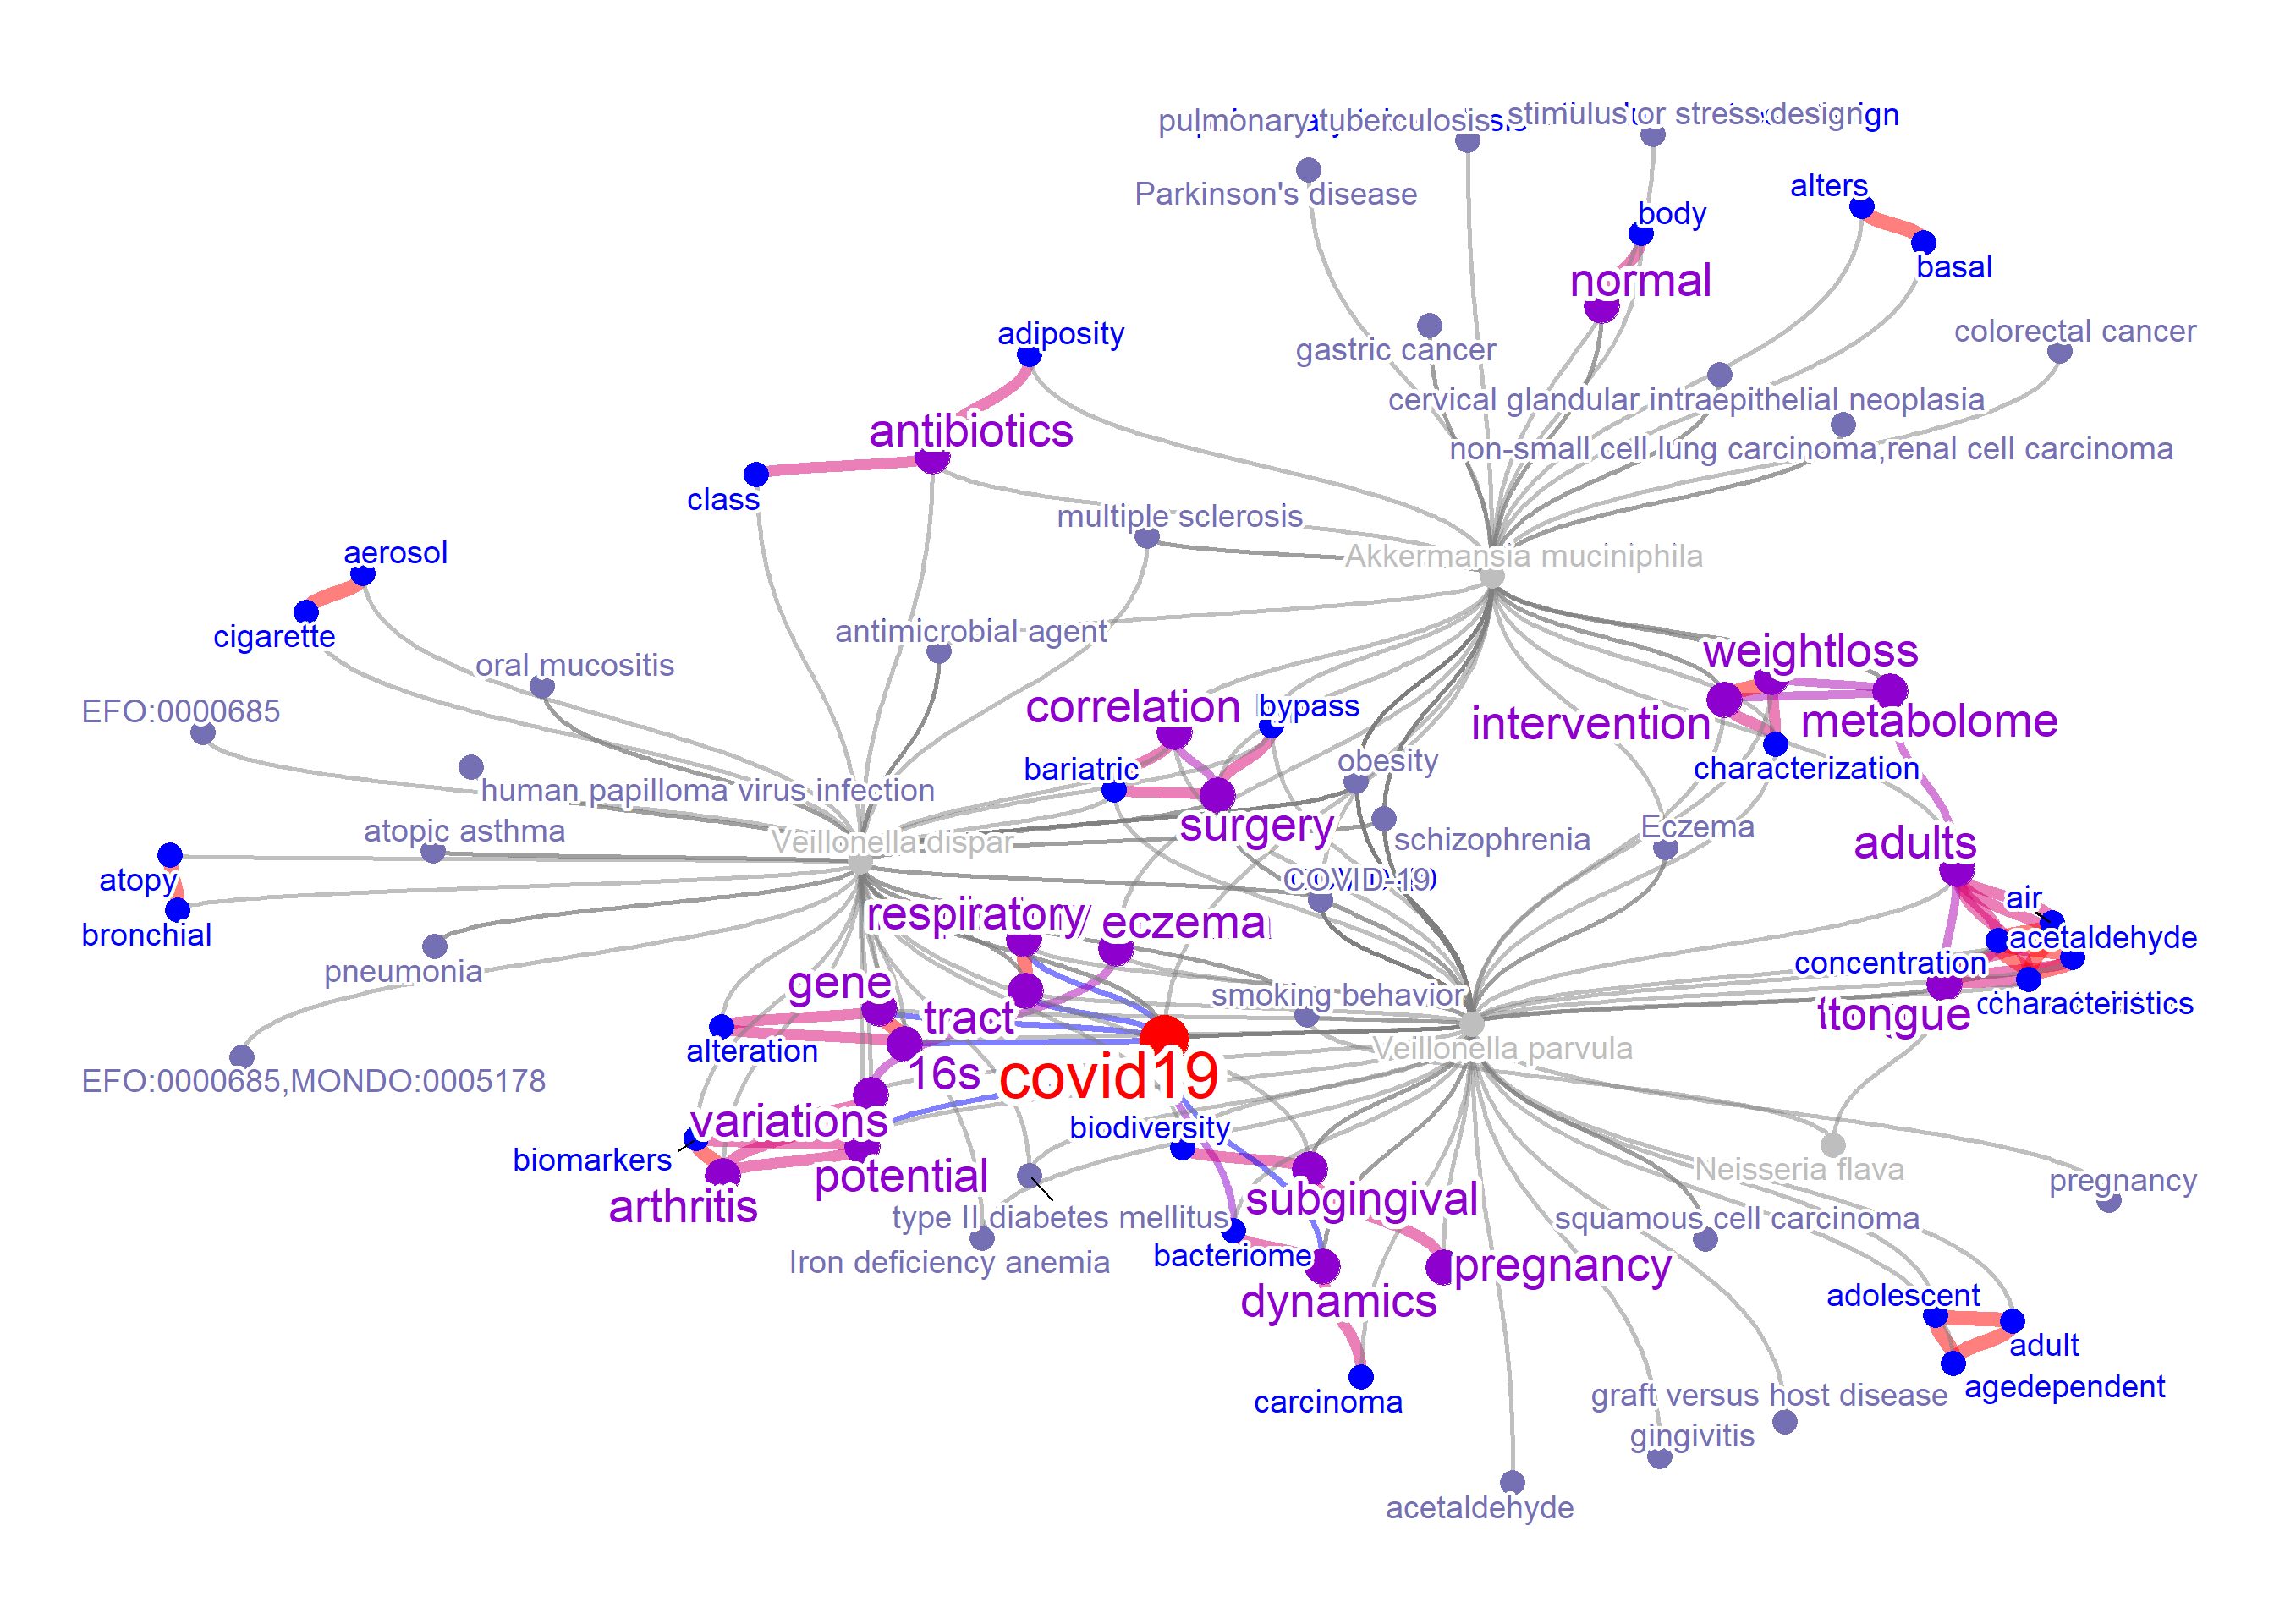 pulmonary tuberculosis
stimulus or stress design
Parkinson's disease
alters
body
basal
normal
adiposity
gastric cancer
colorectal cancer
cervical glandular intraepithelial neoplasia
antibiotics
non-small cell lung carcinoma,renal cell carcinoma
class
multiple sclerosis
aerosol
Akkermansia muciniphila
cigarette
antimicrobial agent
oral mucositis
weightloss
EFO:0000685
correlation
bypass
intervention
metabolome
obesity
bariatric
characterization
human papilloma virus infection
atopic asthma
surgery
schizophrenia
Eczema
Veillonella dispar
adults
atopy
COVID-19
air
respiratory
eczema
bronchial
acetaldehyde
pneumonia
concentration
gene
smoking behavior
characteristics
tract
tongue
alteration
Veillonella parvula
EFO:0000685,MONDO:0005178
16s
covid19
variations
biodiversity
biomarkers
Neisseria flava
potential
pregnancy
arthritis
subgingival
type II diabetes mellitus
squamous cell carcinoma
Iron deficiency anemia
bacteriome
pregnancy
dynamics
adolescent
adult
carcinoma
agedependent
graft versus host disease
gingivitis
acetaldehyde